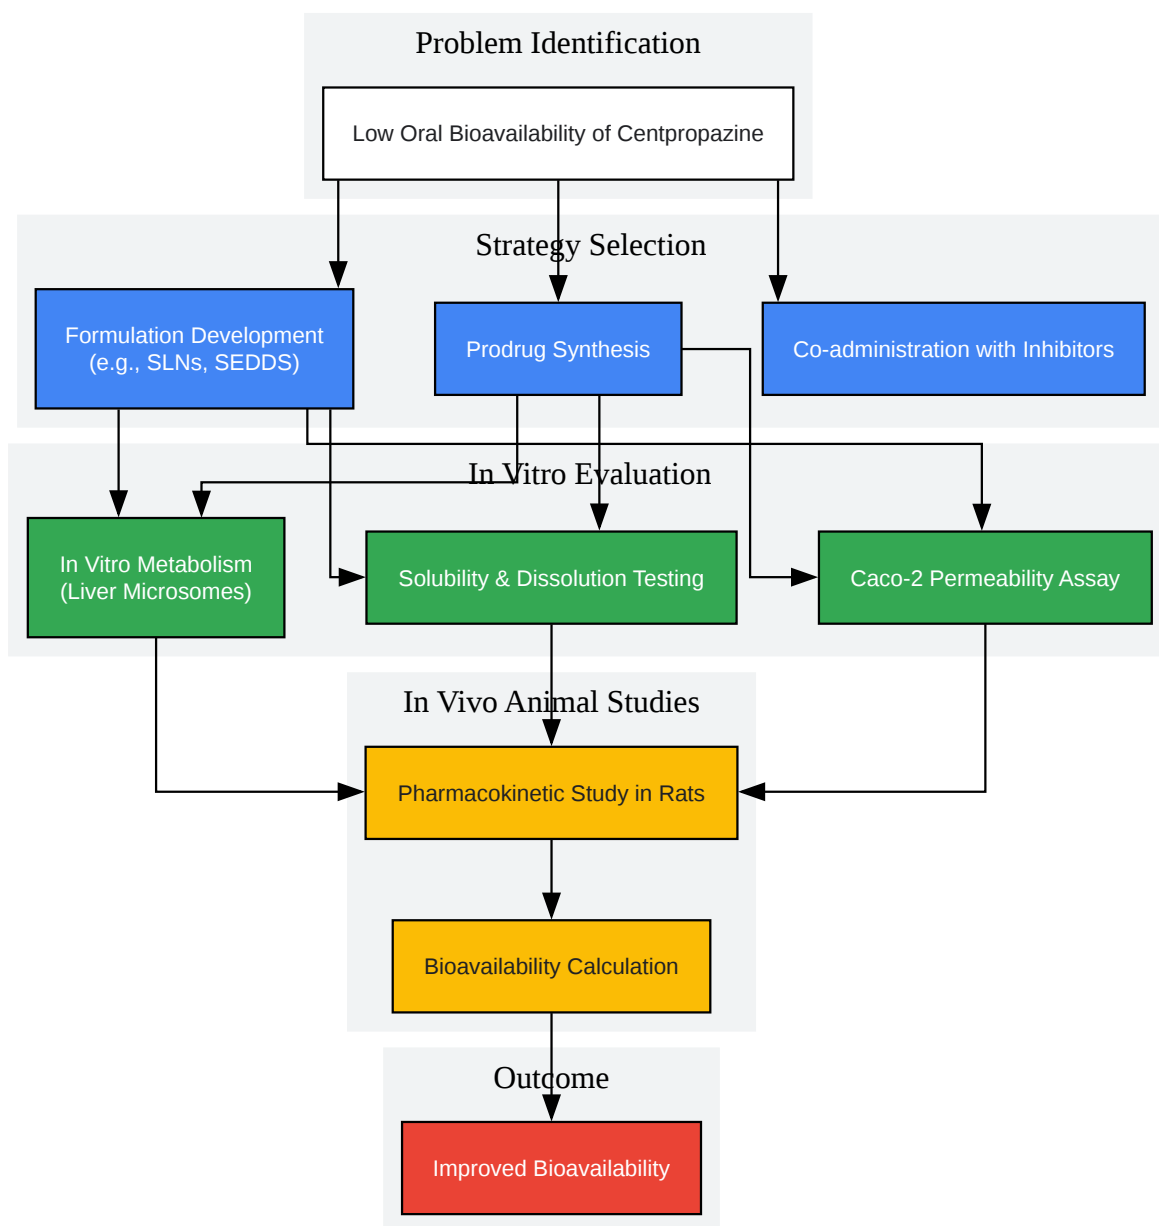 Problem Identification
Low Oral Bioavailability of Centpropazine
Strategy Selection
Formulation Development
(e.g., SLNs, SEDDS)
Prodrug Synthesis
Co-administration with Inhibitors
In Vitro Evaluation
In Vitro Metabolism
(Liver Microsomes)
Solubility & Dissolution Testing
Caco-2 Permeability Assay
In Vivo Animal Studies
Pharmacokinetic Study in Rats
Bioavailability Calculation
Outcome
Improved Bioavailability